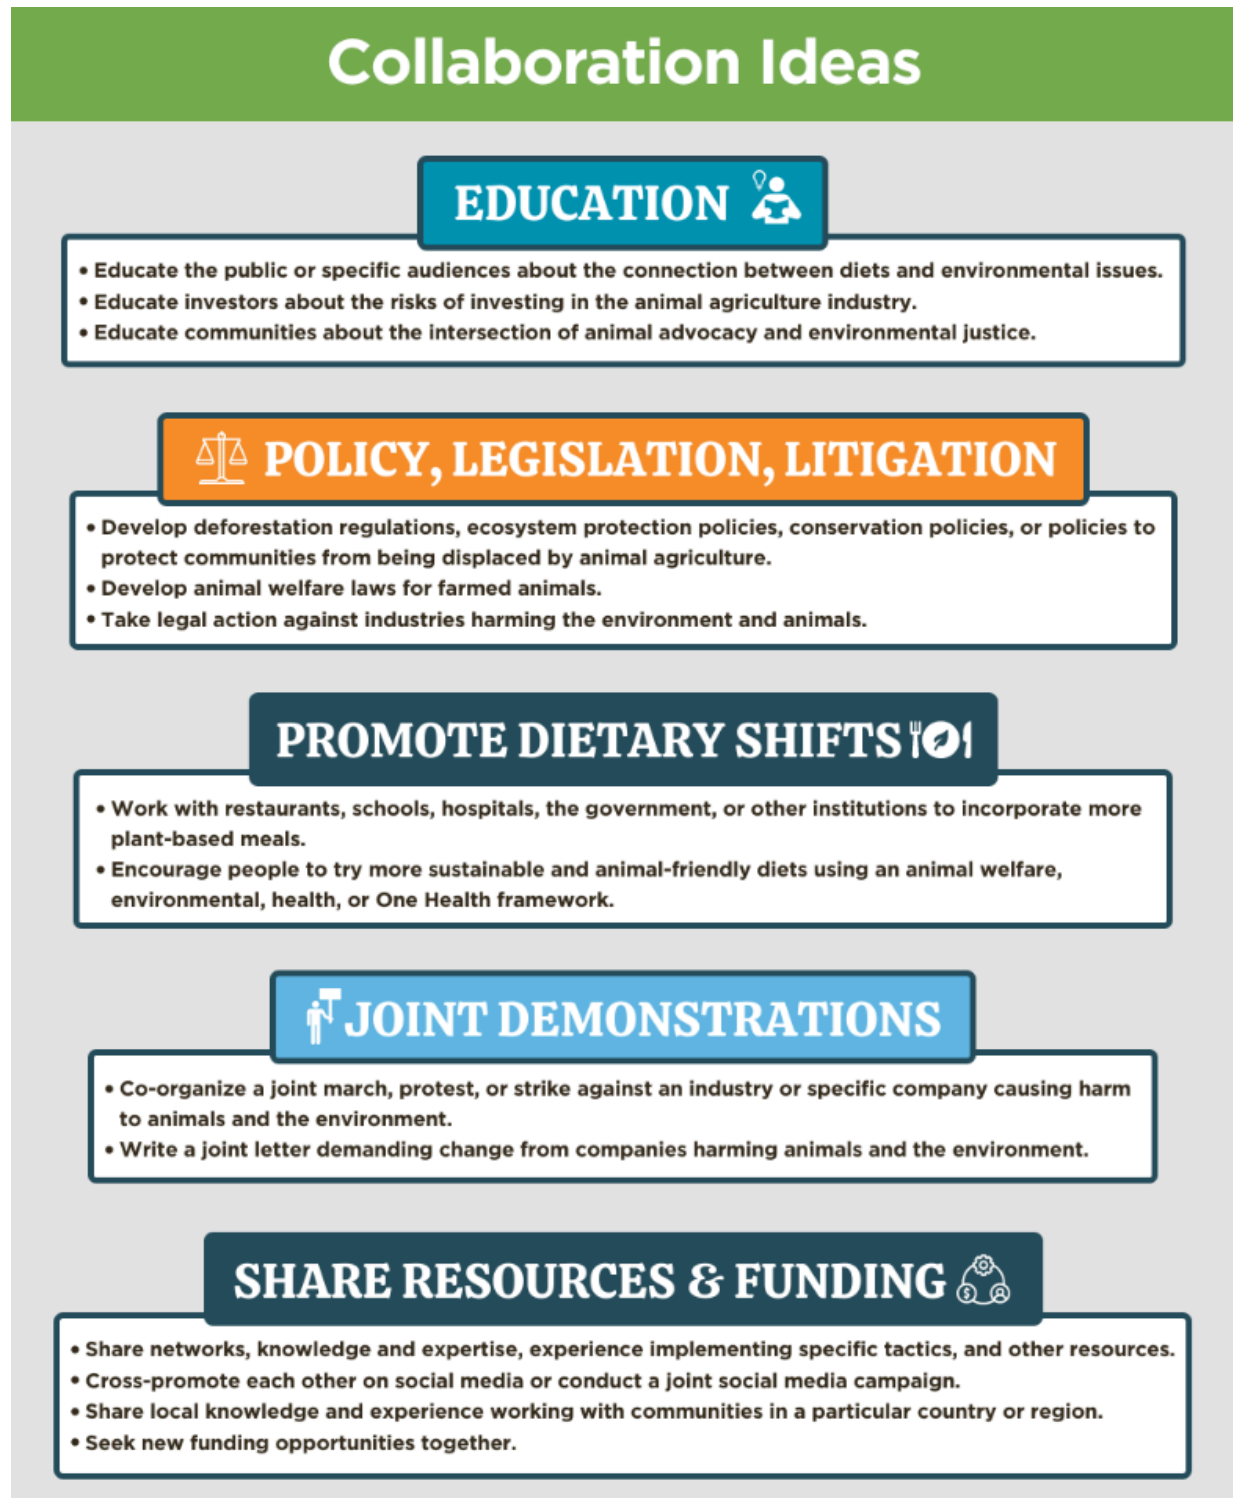 Collaboration Ideas
EDUCATION
• Educate the public or specific audiences about the connection between diets and environmental issues.
• Educate investors about the risks of investing in the animal agriculture industry.
• Educate communities about the intersection of animal advocacy and environmental justice.
POLICY, LEGISLATION, LITIGATION
• Develop deforestation regulations, ecosystem protection policies, conservation policies, or policies to
protect communities from being displaced by animal agriculture.
• Develop animal welfare laws for farmed animals.
• Take legal action against industries harming the environment and animals.
PROMOTE DIETARY SHIFTS
• Work with restaurants, schools, hospitals, the government, or other institutions to incorporate more
plant-based meals.
• Encourage people to try more sustainable and animal-friendly diets using an animal welfare,
environmental, health, or One Health framework.
JOINT DEMONSTRATIONS
• Co-organize a joint march, protest, or strike against an industry or specific company causing harm
to animals and the environment.
• Write a joint letter demanding change from companies harming animals and the environment.
SHARE RESOURCES & FUNDING
• Share networks, knowledge and expertise, experience implementing specific tactics, and other resources.
• Cross-promote each other on social media or conduct a joint social media campaign.
• Share local knowledge and experience working with communities in a particular country or region.
• Seek new funding opportunities together.